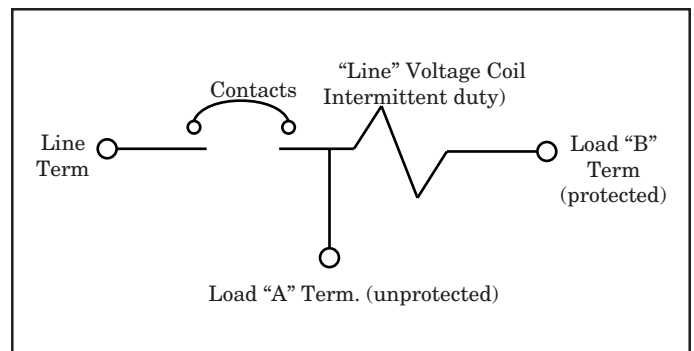 “Line” Voltage Coil
Intermittent duty)
Contacts
Line
Term
Load “B”
Term
(protected)
Load “A” Term. (unprotected)